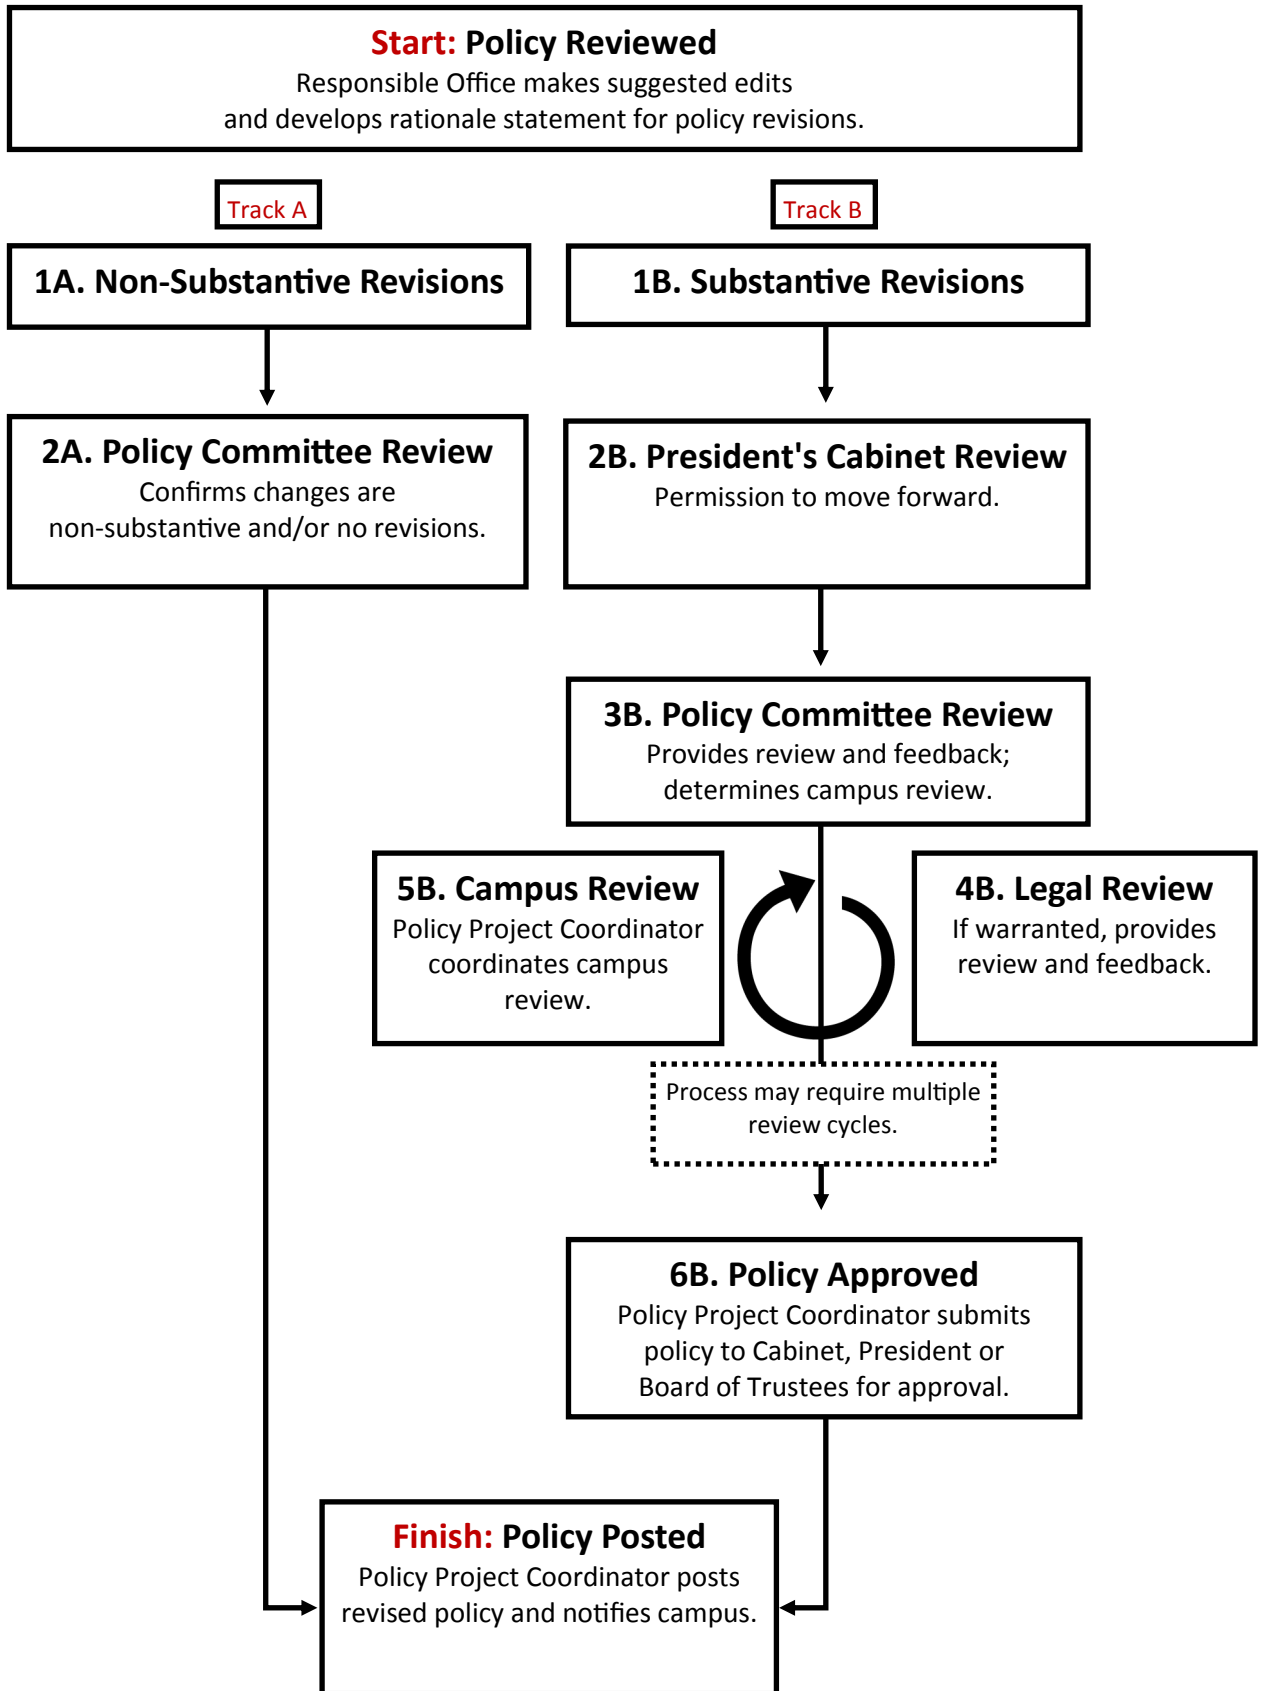 Start: Policy Reviewed
Responsible Office makes suggested edits
and develops rationale statement for policy revisions.
Track A
Track B
1A. Non-Substantive Revisions
1B. Substantive Revisions
2A. Policy Committee Review
Confirms changes are
non-substantive and/or no revisions.
2B. President's Cabinet Review
Permission to move forward.
3B. Policy Committee Review
Provides review and feedback;
determines campus review.
5B. Campus Review
Policy Project Coordinator
coordinates campus
review.
4B. Legal Review
If warranted, provides
review and feedback.
Process may require multiple
review cycles.
6B. Policy Approved
Policy Project Coordinator submits
policy to Cabinet, President or
Board of Trustees for approval.
Finish: Policy Posted
Policy Project Coordinator posts
revised policy and notifies campus.